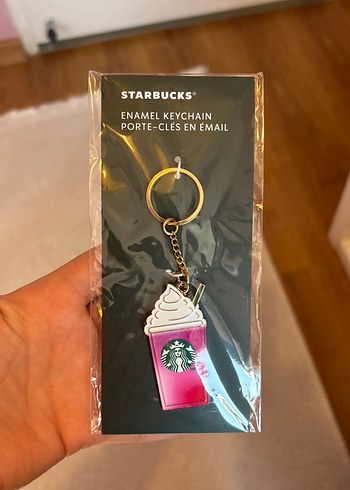 STARBUCKS®
ENAMEL KEYCHAIN
PORTE-CLÉS EN ÉMAIL